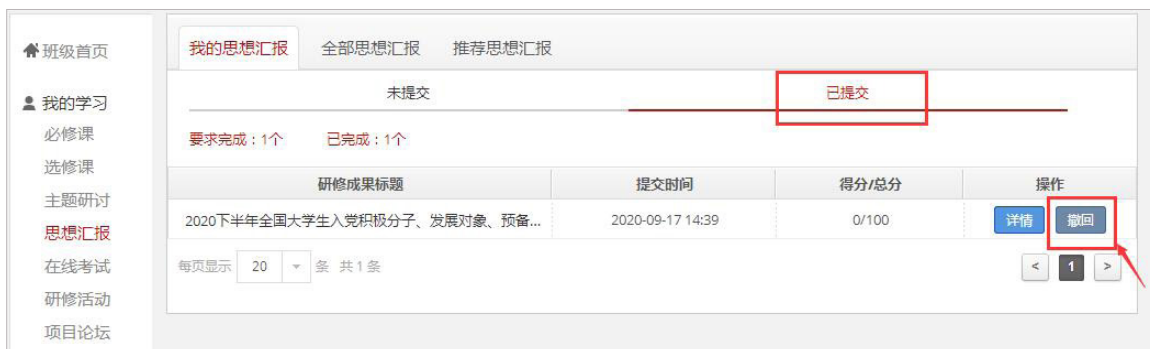 班级首页
我的学习
必修课
选修课
主题研讨
思想汇报
在线考试
研修活动
项目论坛
我的思想汇报 全部思想汇报 推荐思想汇报
未提交 已提交
要求完成：1个 已完成：1个
研修成果标题 提交时间 得分/总分 操作
2020下半年全国大学生入党积极分子、发展对象、预备... 2020-09-17 14:39 0/100 详情 撤回
每页显示 20 条 共1条 < 1 >